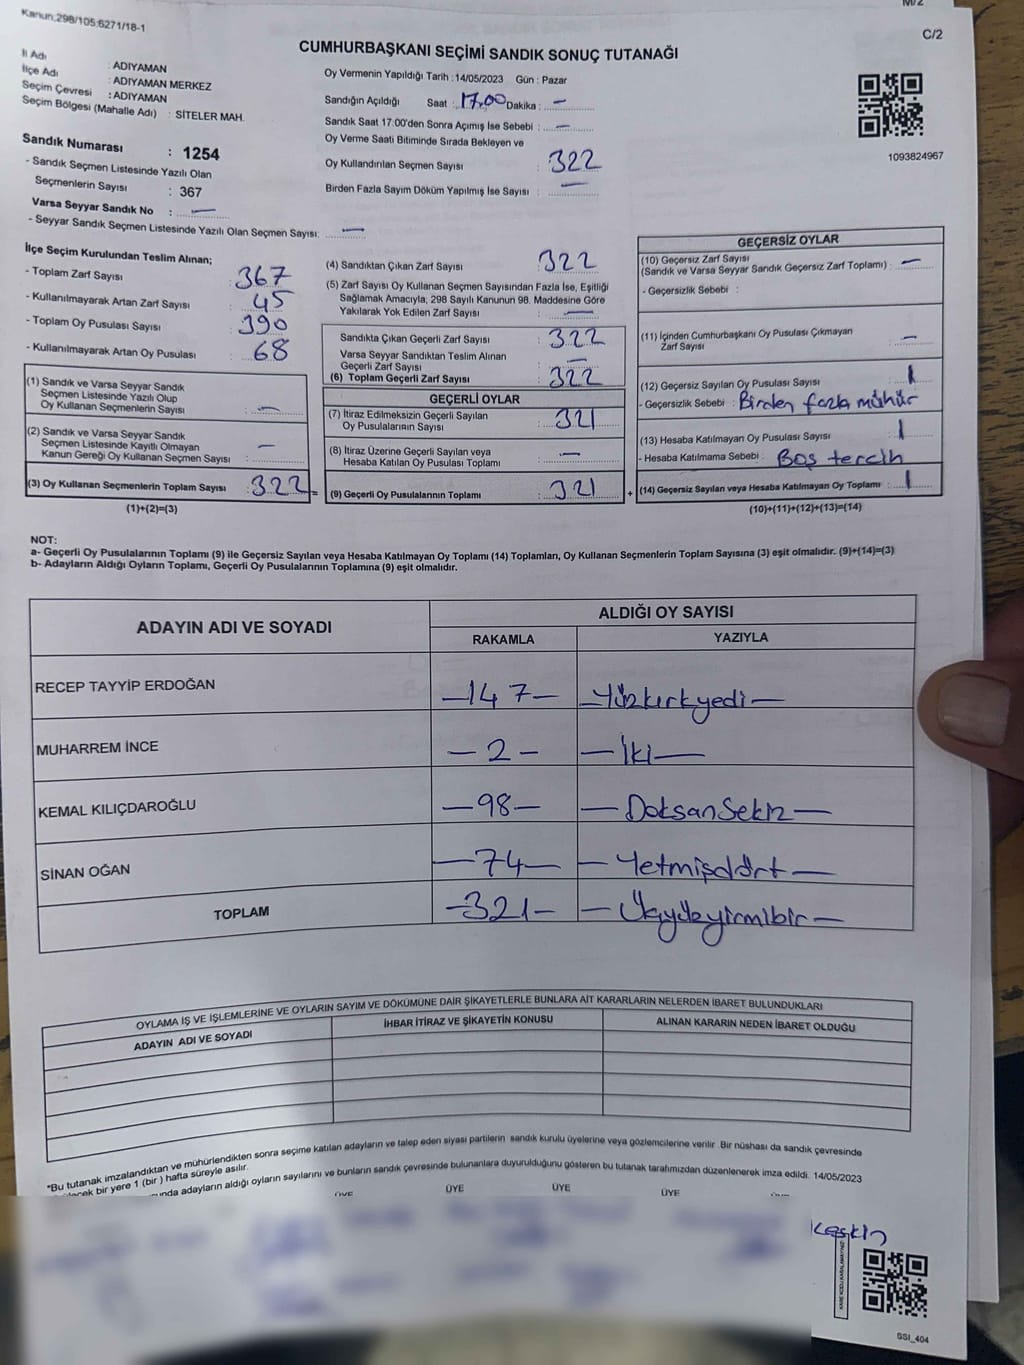 M/2
Kanun:298/105;6271/18-1
C/2
CUMHURBAŞKANI SEÇİMİ SANDIK SONUÇ TUTANAĞI
İl Adı : ADIYAMAN
İlçe Adı : ADIYAMAN MERKEZ
Seçim Çevresi : ADIYAMAN
Seçim Bölgesi (Mahalle Adı) : SİTELER MAH.
Sandık Numarası : 1254
- Sandık Seçmen Listesinde Yazılı Olan
Seçmenlerin Sayısı : 367
Varsa Seyyar Sandık No : —
- Seyyar Sandık Seçmen Listesinde Yazılı Olan Seçmen Sayısı: —
Oy Vermenin Yapıldığı Tarih :14/05/2023 Gün : Pazar
Sandığın Açıldığı Saat : 17.00 Dakika : —
Sandık Saat 17:00'den Sonra Açımış İse Sebebi : —
Oy Verme Saati Bitiminde Sırada Bekleyen ve
Oy Kullandırılan Seçmen Sayısı : 322
Birden Fazla Sayım Döküm Yapılmış İse Sayısı : —
1093824967
İlçe Seçim Kurulundan Teslim Alınan;
- Toplam Zarf Sayısı : 367
- Kullanılmayarak Artan Zarf Sayısı : 45
- Toplam Oy Pusulası Sayısı : 390
- Kullanılmayarak Artan Oy Pusulası : 68
(1) Sandık ve Varsa Seyyar Sandık
Seçmen Listesinde Yazılı Olup
Oy Kullanan Seçmenlerin Sayısı : —
(2) Sandık ve Varsa Seyyar Sandık
Seçmen Listesinde Kayıtlı Olmayan
Kanun Gereği Oy Kullanan Seçmen Sayısı : —
(3) Oy Kullanan Seçmenlerin Toplam Sayısı : 322 =
(1)+(2)=(3)
(4) Sandıktan Çıkan Zarf Sayısı : 322
(5) Zarf Sayısı Oy Kullanan Seçmen Sayısından Fazla İse, Eşitliği
Sağlamak Amacıyla; 298 Sayılı Kanunun 98. Maddesine Göre
Yakılarak Yok Edilen Zarf Sayısı : —
Sandıkta Çıkan Geçerli Zarf Sayısı : 322
Varsa Seyyar Sandıktan Teslim Alınan
Geçerli Zarf Sayısı : —
(6) Toplam Geçerli Zarf Sayısı : 322
GEÇERLİ OYLAR
(7) İtiraz Edilmeksizin Geçerli Sayılan
Oy Pusulalarının Sayısı : 321
(8) İtiraz Üzerine Geçerli Sayılan veya
Hesaba Katılan Oy Pusulası Toplamı : —
(9) Geçerli Oy Pusulalarının Toplamı : 321 +
GEÇERSİZ OYLAR
(10) Geçersiz Zarf Sayısı
(Sandık ve Varsa Seyyar Sandık Geçersiz Zarf Toplamı) : —
- Geçersizlik Sebebi :
(11) İçinden Cumhurbaşkanı Oy Pusulası Çıkmayan
Zarf Sayısı : —
(12) Geçersiz Sayılan Oy Pusulası Sayısı : 1
- Geçersizlik Sebebi : Birden fazla mühür
(13) Hesaba Katılmayan Oy Pusulası Sayısı : 1
- Hesaba Katılmama Sebebi : Boş tercih
(14) Geçersiz Sayılan veya Hesaba Katılmayan Oy Toplamı : 1
(10)+(11)+(12)+(13)=(14)
NOT:
a- Geçerli Oy Pusulalarının Toplamı (9) ile Geçersiz Sayılan veya Hesaba Katılmayan Oy Toplamı (14) Toplamları, Oy Kullanan Seçmenlerin Toplam Sayısına (3) eşit olmalıdır. (9)+(14)=(3)
b- Adayların Aldığı Oyların Toplamı, Geçerli Oy Pusulalarının Toplamına (9) eşit olmalıdır.
ADAYIN ADI VE SOYADI
ALDIĞI OY SAYISI
RAKAMLA YAZIYLA
RECEP TAYYİP ERDOĞAN —147— —Yüzkırkyedi—
MUHARREM İNCE —2— —İki—
KEMAL KILIÇDAROĞLU —98— —DoksanSekiz—
SİNAN OĞAN —74— —Yetmişdört—
TOPLAM —321— —Üçyüzyirmibir—
OYLAMA İŞ VE İŞLEMLERİNE VE OYLARIN SAYIM VE DÖKÜMÜNE DAİR ŞİKAYETLERLE BUNLARA AİT KARARLARIN NELERDEN İBARET BULUNDUKLARI
ADAYIN ADI VE SOYADI İHBAR İTİRAZ VE ŞİKAYETİN KONUSU ALINAN KARARIN NEDEN İBARET OLDUĞU
*Bu tutanak imzalandıktan ve mühürlendikten sonra seçime katılan adayların ve talep eden siyasi partilerin sandık kurulu üyelerine veya gözlemcilerine verilir Bir nüshası da sandık çevresinde
bir yere 1 (bir ) hafta süreyle asılır.
adayların aldığı oyların sayılarını ve bunların sandık çevresinde bulunanlara duyurulduğunu gösteren bu tutanak tarafımızdan düzenlenerek imza edildi. 14/05/2023
ÜYE ÜYE ÜYE ÜYE
Keskin
SSI_404